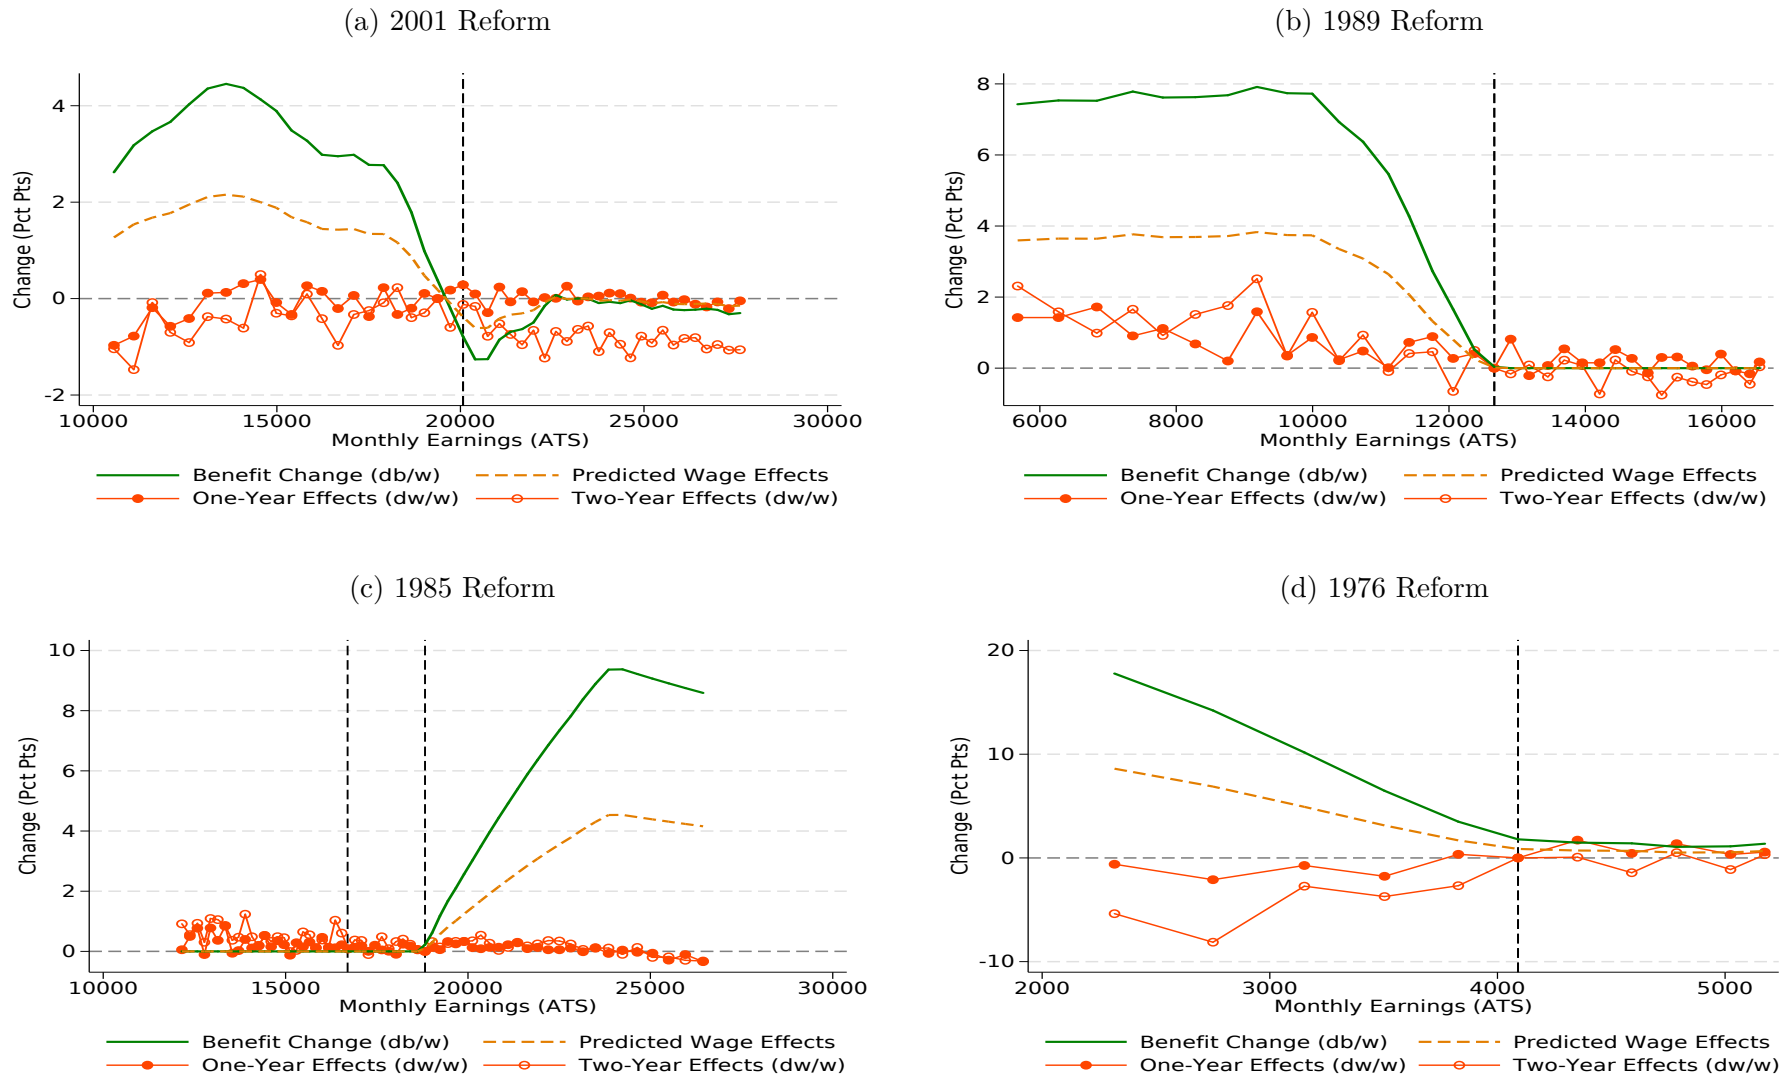 (a) 2001 Reform
Change (Pct Pts)
4
2
0
-2
10000 15000 20000 25000 30000
Monthly Earnings (ATS)
Benefit Change (db/w) Predicted Wage Effects
One-Year Effects (dw/w) Two-Year Effects (dw/w)
(b) 1989 Reform
Change (Pct Pts)
8
6
4
2
0
6000 8000 10000 12000 14000 16000
Monthly Earnings (ATS)
Benefit Change (db/w) Predicted Wage Effects
One-Year Effects (dw/w) Two-Year Effects (dw/w)
(c) 1985 Reform
Change (Pct Pts)
10
8
6
4
2
0
10000 15000 20000 25000 30000
Monthly Earnings (ATS)
Benefit Change (db/w) Predicted Wage Effects
One-Year Effects (dw/w) Two-Year Effects (dw/w)
(d) 1976 Reform
Change (Pct Pts)
20
10
0
-10
2000 3000 4000 5000
Monthly Earnings (ATS)
Benefit Change (db/w) Predicted Wage Effects
One-Year Effects (dw/w) Two-Year Effects (dw/w)